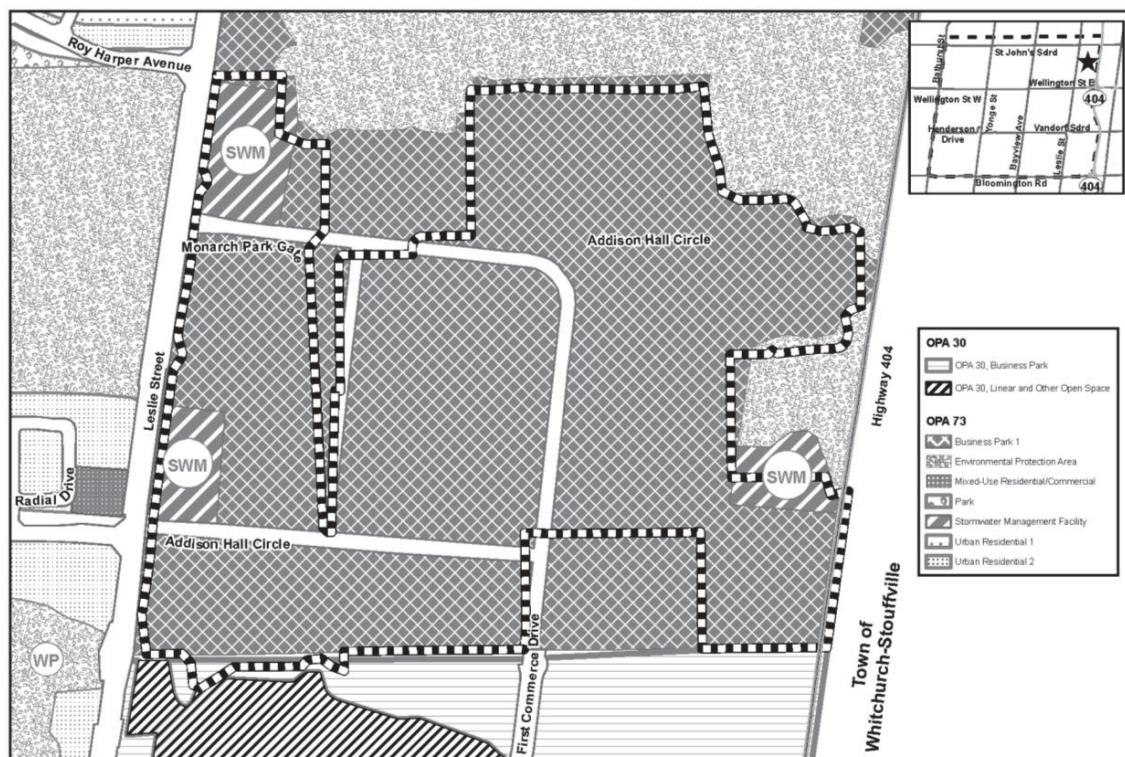 Roy Harper Avenue
SWM
Monarch Park Gate
Addison Hall Circle
Leslie Street
Highway 404
SWM
SWM
Radial Drive
Addison Hall Circle
WP
First Commerce Drive
Town of
Whitchurch-Stouffville
Bathurst St
St John's Sdrd
Wellington St E
Wellington St W
404
Yonge St
Henderson
Drive
Bayview Ave
Vandorf Sdrd
Leslie St
Bloomington Rd
404
OPA 30
OPA 30, Business Park
OPA 30, Linear and Other Open Space
OPA 73
Business Park 1
Environmental Protection Area
Mixed-Use Residential/Commercial
Park
Stormwater Management Facility
Urban Residential 1
Urban Residential 2